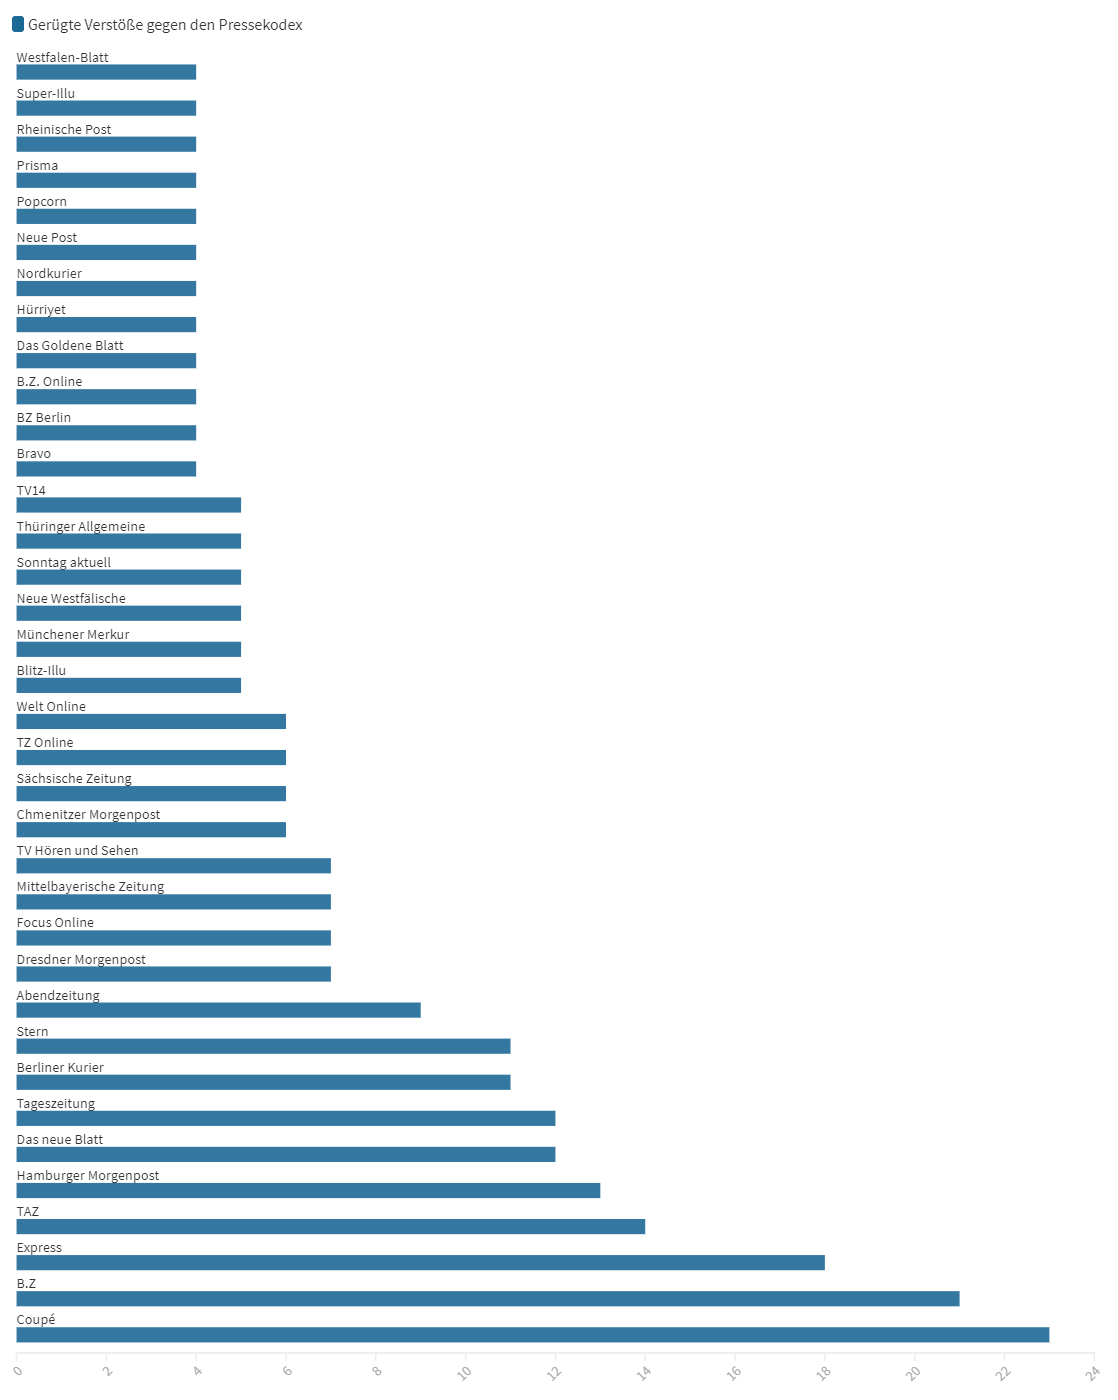 Gerügte Verstöße gegen den Pressekodex
Westfalen-Blatt
Super-Illu
Rheinische Post
Prisma
Popcorn
Neue Post
Nordkurier
Hürriyet
Das Goldene Blatt
B.Z. Online
BZ Berlin
Bravo
TV14
Thüringer Allgemeine
Sonntag aktuell
Neue Westfälische
Münchener Merkur
Blitz-Illu
Welt Online
TZ Online
Sächsische Zeitung
Chmenitzer Morgenpost
TV Hören und Sehen
Mittelbayerische Zeitung
Focus Online
Dresdner Morgenpost
Abendzeitung
Stern
Berliner Kurier
Tageszeitung
Das neue Blatt
Hamburger Morgenpost
TAZ
Express
B.Z
Coupé
0 2 4 6 8 10 12 14 16 18 20 22 24